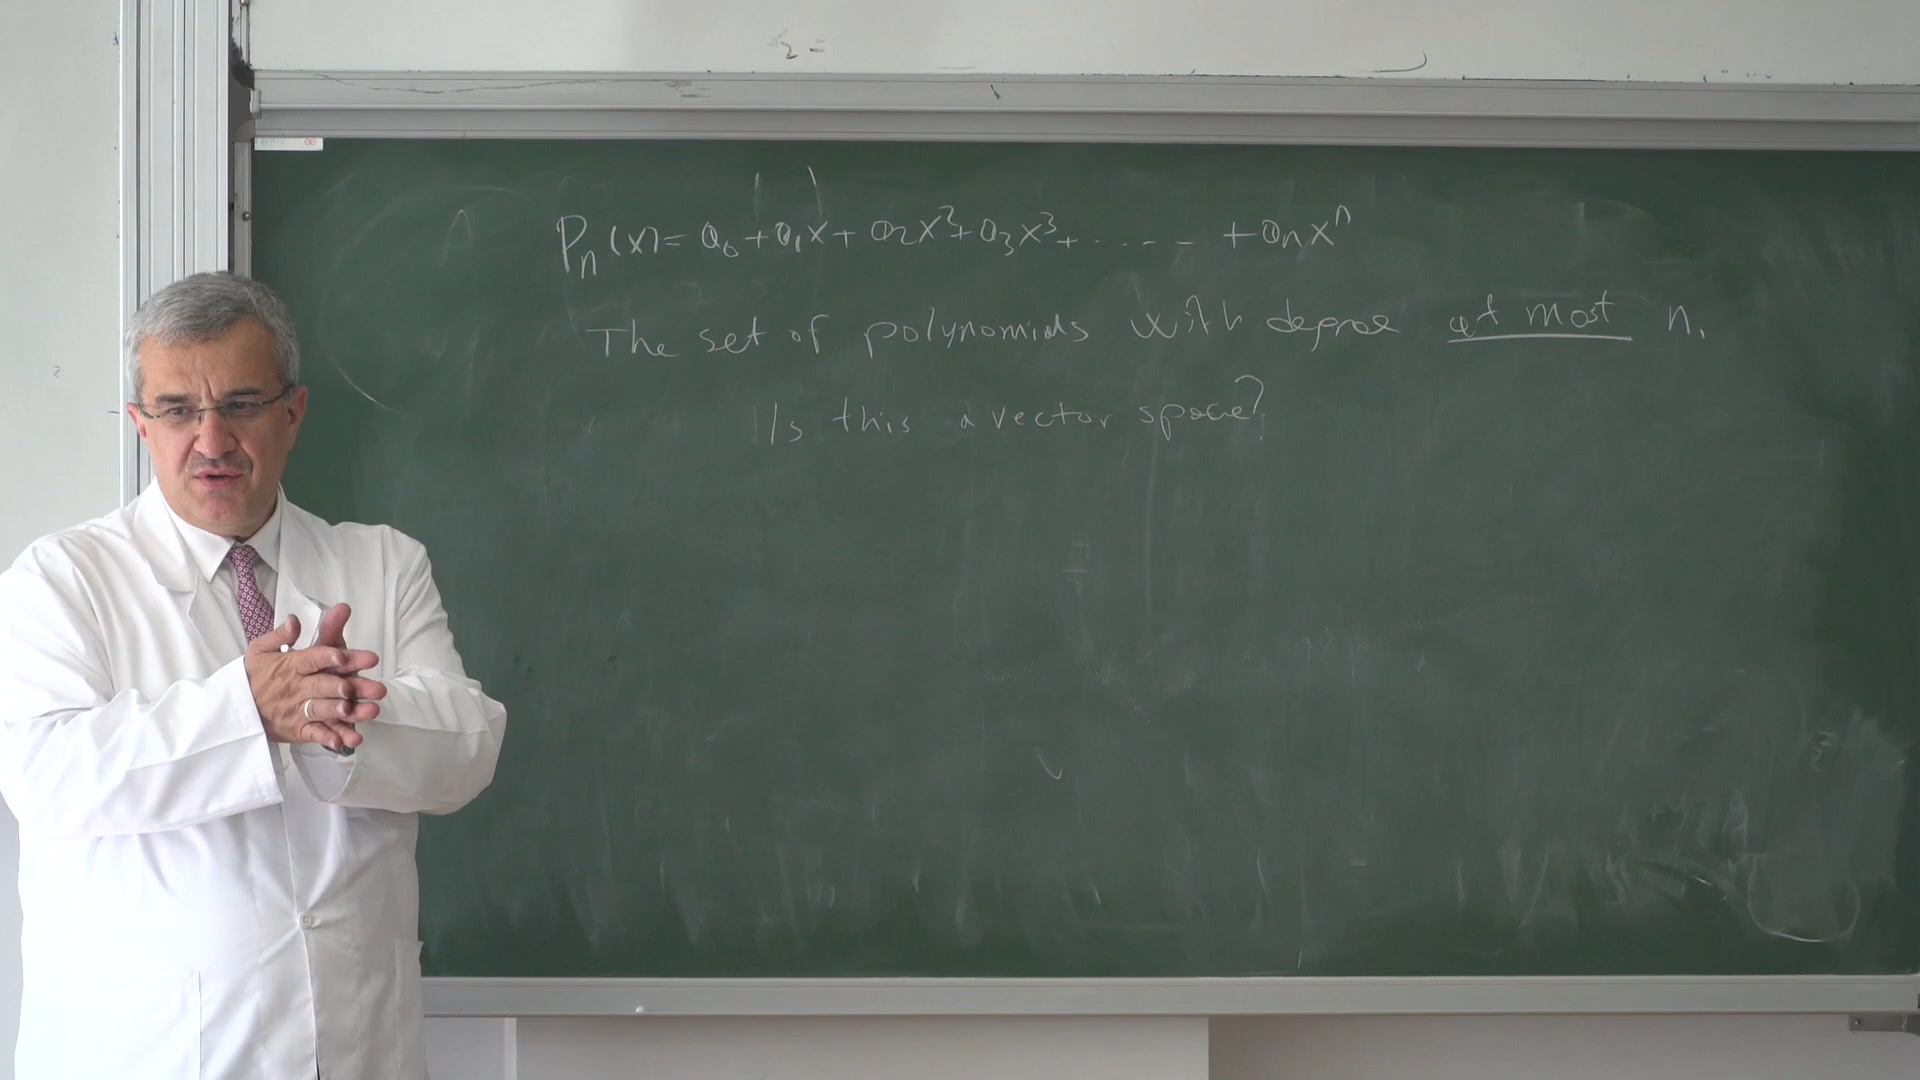 Pₙ(x) = a₀ + a₁x + a₂x² + a₃x³ + ..... + aₙxⁿ
The set of polynomials with degree at most n.
Is this a vector space?